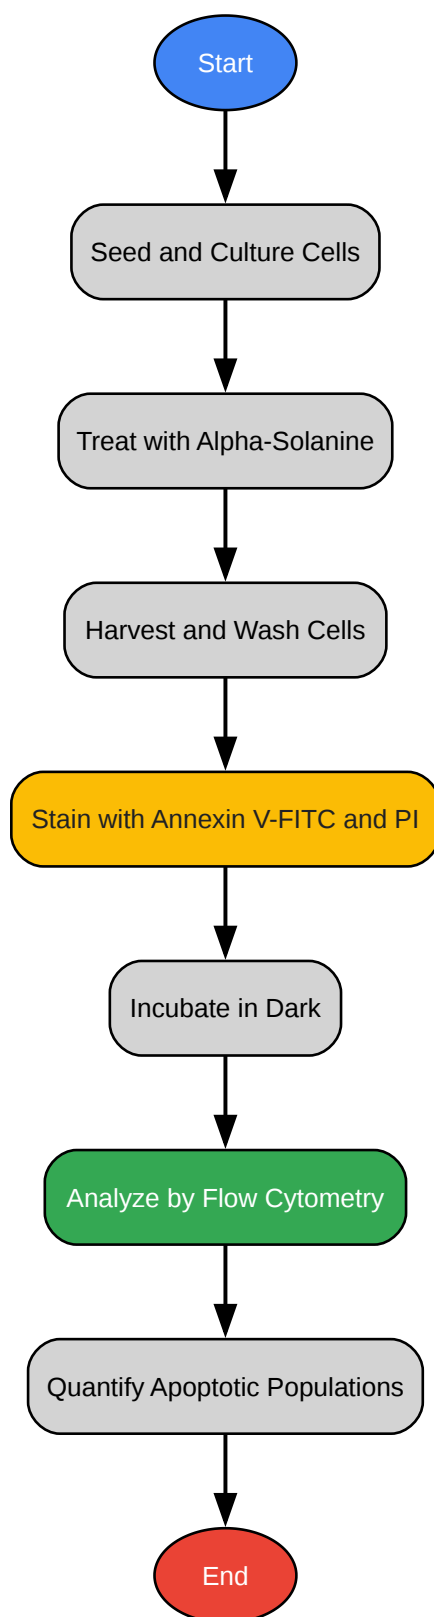 Start
Seed and Culture Cells
Treat with Alpha-Solanine
Harvest and Wash Cells
Stain with Annexin V-FITC and PI
Incubate in Dark
Analyze by Flow Cytometry
Quantify Apoptotic Populations
End